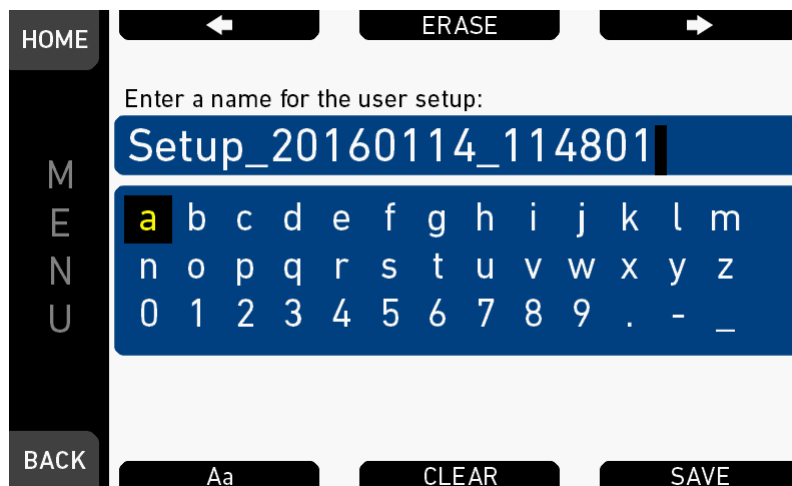 HOME
← ERASE →
Enter a name for the user setup:
Setup_20160114_114801
MENU
a b c d e f g h i j k l m
n o p q r s t u v w x y z
0 1 2 3 4 5 6 7 8 9 . - _
BACK
Aa CLEAR SAVE